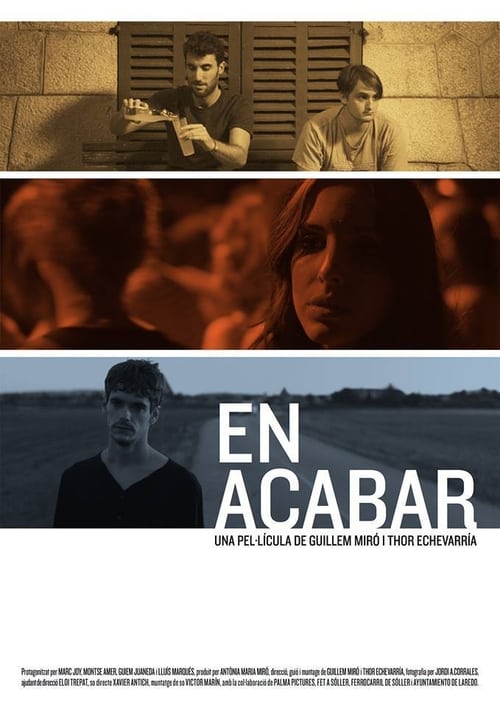 EN
ACABAR
UNA PEL·LÍCULA DE GUILLEM MIRÓ I THOR ECHEVARRÍA
Protagonitzat per MARC JOY, MONTSE AMER, GUIEM JUANEDA i LLUÍS MARQUÈS, produït per ANTÒNIA MARIA MIRÓ, direcció, guió i muntage de GUILLEM MIRÓ i THOR ECHEVARRÍA, fotografia per JORDI A.CORRALES,
ajudant de direcció ELOI TREPAT, so directe XAVIER ANTICH, muntatge de so VICTOR MARÍN, amb la col·laboració de PALMA PICTURES, FET A SÓLLER, FERROCARRIL DE SÓLLER i AYUNTAMIENTO DE LAREDO.